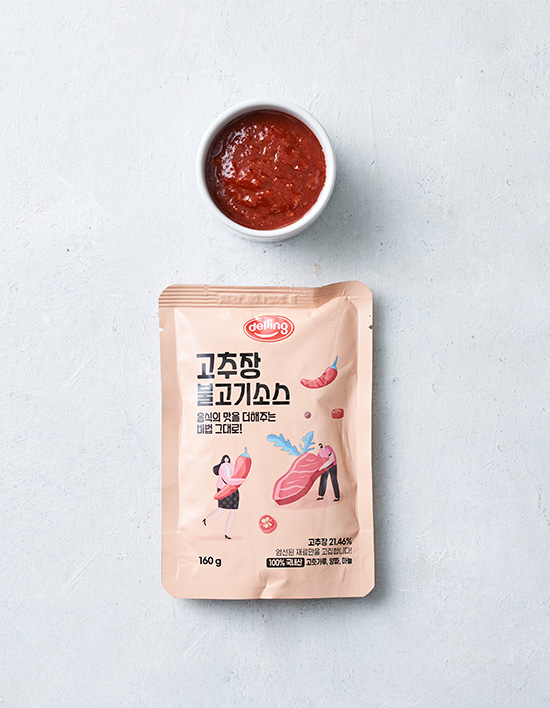 delling
고추장
불고기소스
음식의 맛을 더해주는
비법 그대로!
고추장 21.46%
엄선된 재료만을 고집합니다!
160 g
100% 국내산 고춧가루, 양파, 마늘